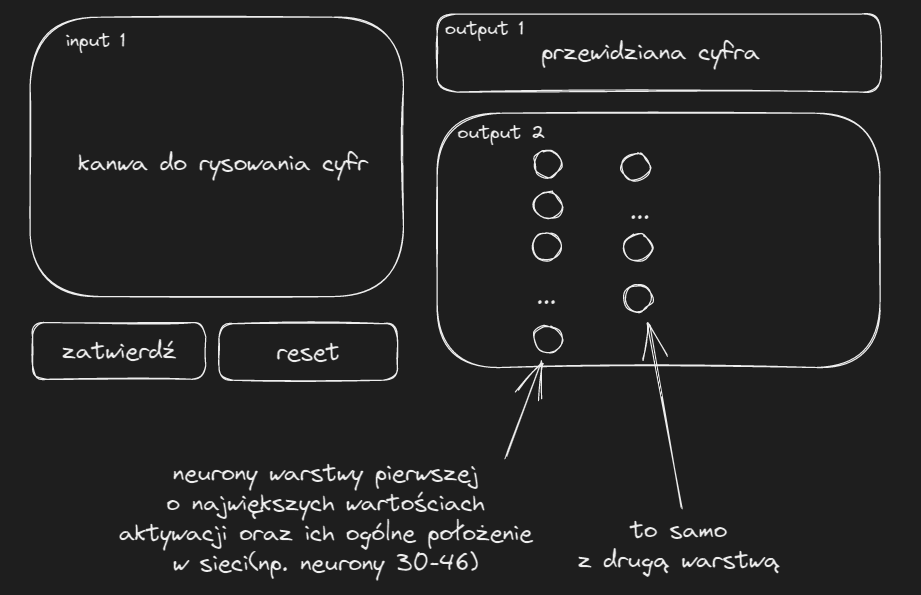 input 1
kanwa do rysowania cyfr
zatwierdź
reset
output 1
przewidziana cyfra
output 2
...
...
neurony warstwy pierwszej
o największych wartościach
aktywacji oraz ich ogólne położenie
w sieci(np. neurony 30-46)
to samo
z drugą warstwą